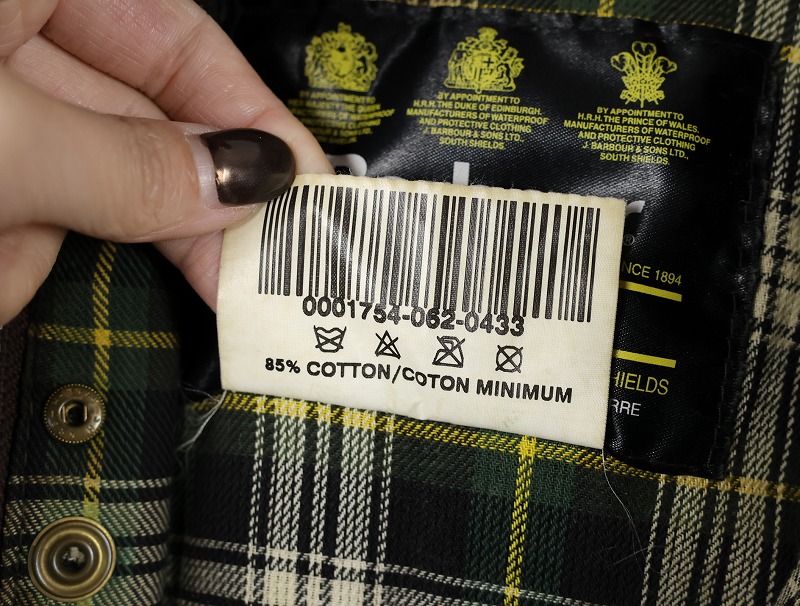 BY APPOINTMENT TO
H.R.H. THE DUKE OF EDINBURGH.
MANUFACTURERS OF WATERPROOF
AND PROTECTIVE CLOTHING
J. BARBOUR & SONS LTD.,
SOUTH SHIELDS.
BY APPOINTMENT TO
H.R.H. THE PRINCE OF WALES.
MANUFACTURERS OF WATERPROOF
AND PROTECTIVE CLOTHING
J. BARBOUR & SONS LTD.,
SOUTH SHIELDS.
r
®
NCE 1894
0001754-062-0433
85% COTTON/COTON MINIMUM
HIELDS
RRE